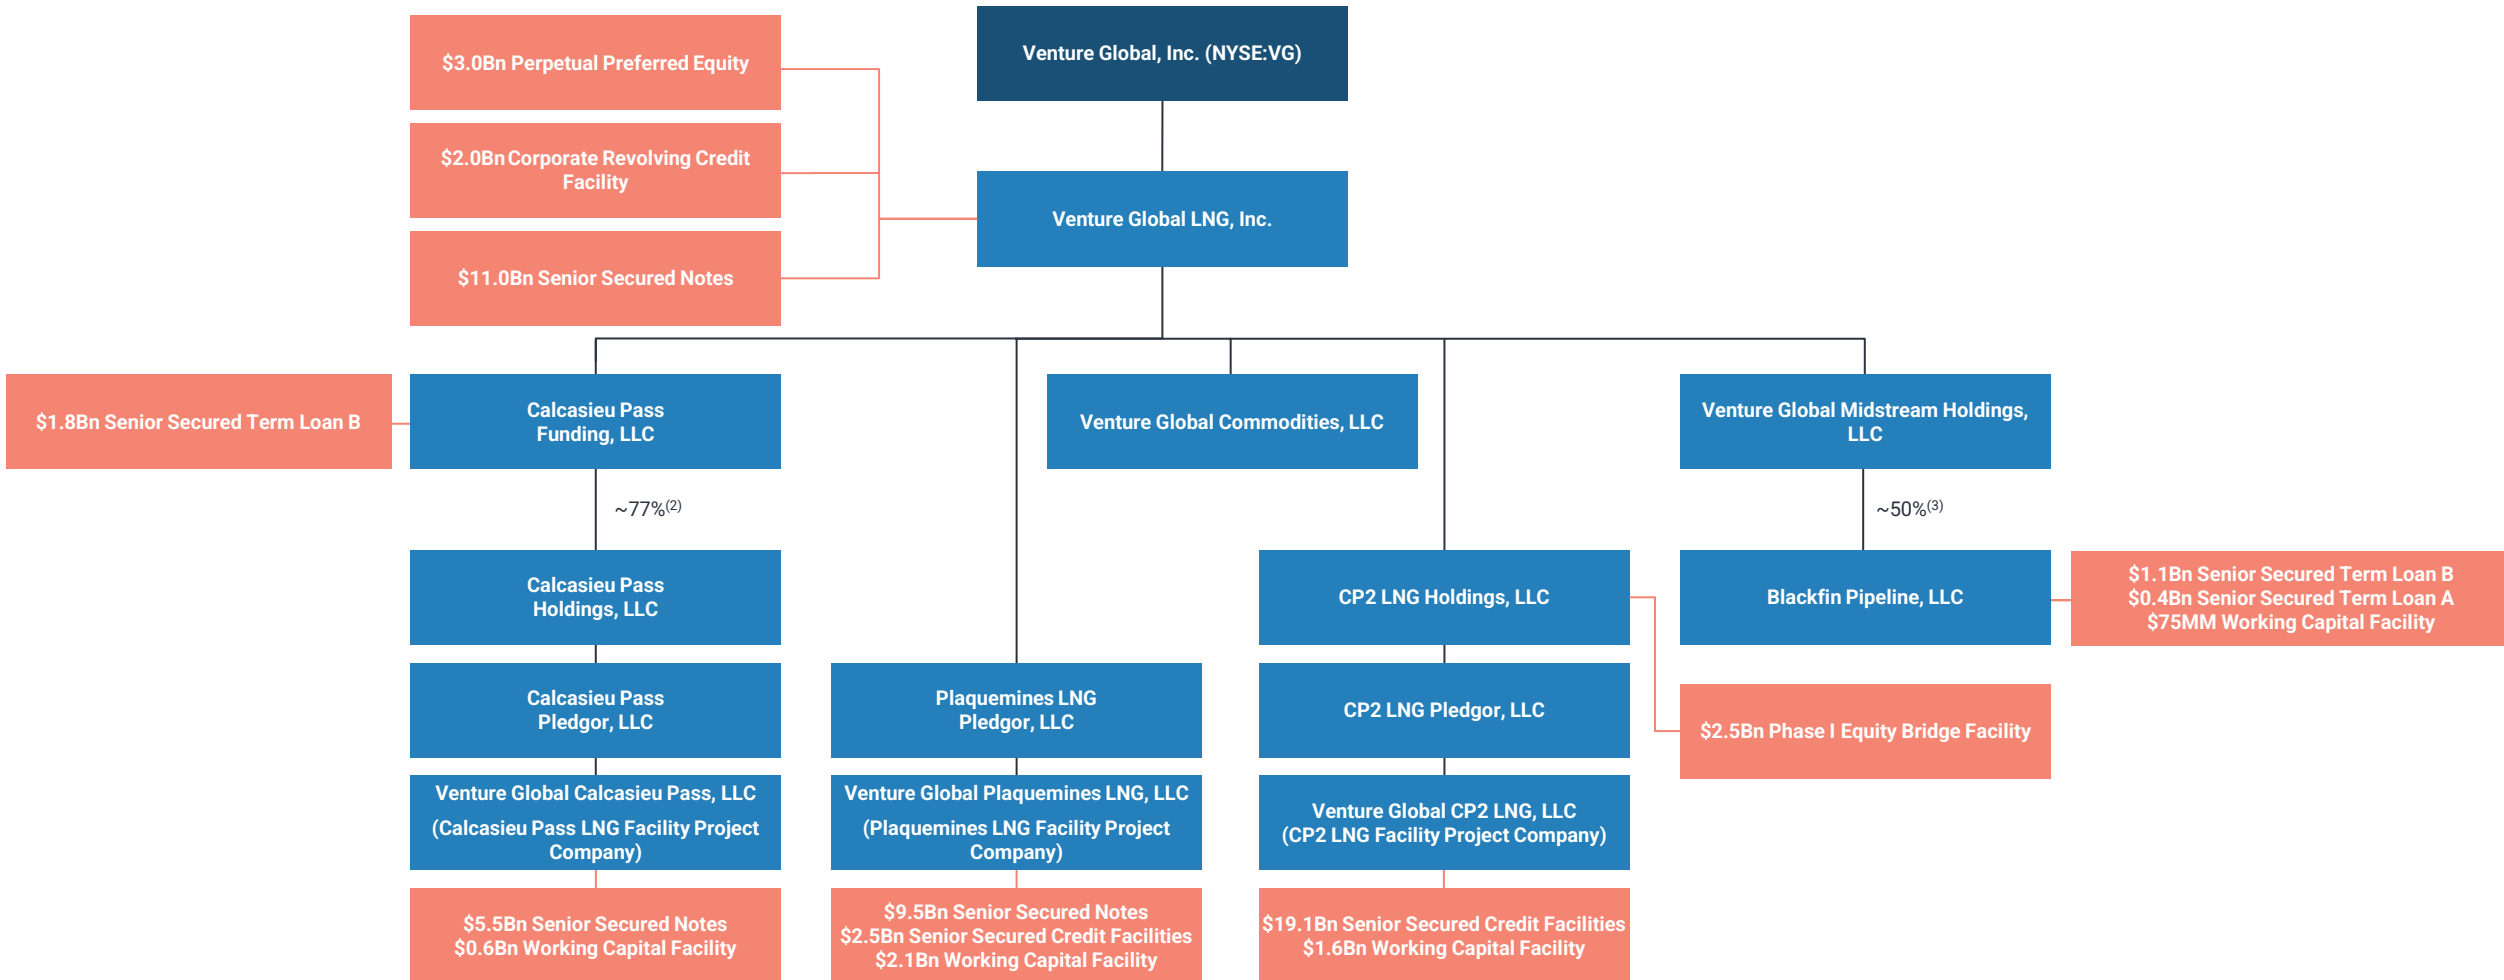 $3.0Bn Perpetual Preferred Equity
Venture Global, Inc. (NYSE:VG)
$2.0Bn Corporate Revolving Credit
Facility
Venture Global LNG, Inc.
$11.0Bn Senior Secured Notes
$1.8Bn Senior Secured Term Loan B
Calcasieu Pass
Funding, LLC
Venture Global Commodities, LLC
Venture Global Midstream Holdings,
LLC
~77%(2)
~50%(3)
Calcasieu Pass
Holdings, LLC
CP2 LNG Holdings, LLC
Blackfin Pipeline, LLC
$1.1Bn Senior Secured Term Loan B
$0.4Bn Senior Secured Term Loan A
$75MM Working Capital Facility
Calcasieu Pass
Pledgor, LLC
Plaquemines LNG
Pledgor, LLC
CP2 LNG Pledgor, LLC
$2.5Bn Phase I Equity Bridge Facility
Venture Global Calcasieu Pass, LLC
(Calcasieu Pass LNG Facility Project
Company)
Venture Global Plaquemines LNG, LLC
(Plaquemines LNG Facility Project
Company)
Venture Global CP2 LNG, LLC
(CP2 LNG Facility Project Company)
$5.5Bn Senior Secured Notes
$0.6Bn Working Capital Facility
$9.5Bn Senior Secured Notes
$2.5Bn Senior Secured Credit Facilities
$2.1Bn Working Capital Facility
$19.1Bn Senior Secured Credit Facilities
$1.6Bn Working Capital Facility